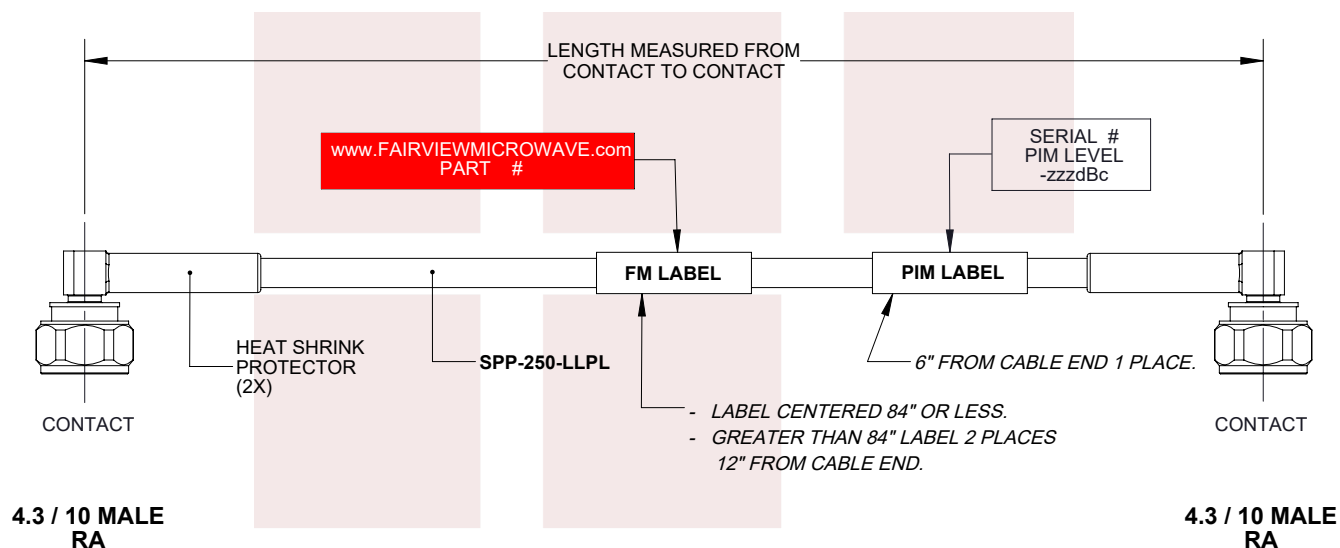 LENGTH MEASURED FROM
CONTACT TO CONTACT
www.FAIRVIEWMICROWAVE.com
PART #
SERIAL #
PIM LEVEL
-zzzdBc
FM LABEL
PIM LABEL
HEAT SHRINK
PROTECTOR
(2X)
SPP-250-LLPL
6" FROM CABLE END 1 PLACE.
- LABEL CENTERED 84" OR LESS.
- GREATER THAN 84" LABEL 2 PLACES
12" FROM CABLE END.
CONTACT
CONTACT
4.3 / 10 MALE
RA
4.3 / 10 MALE
RA